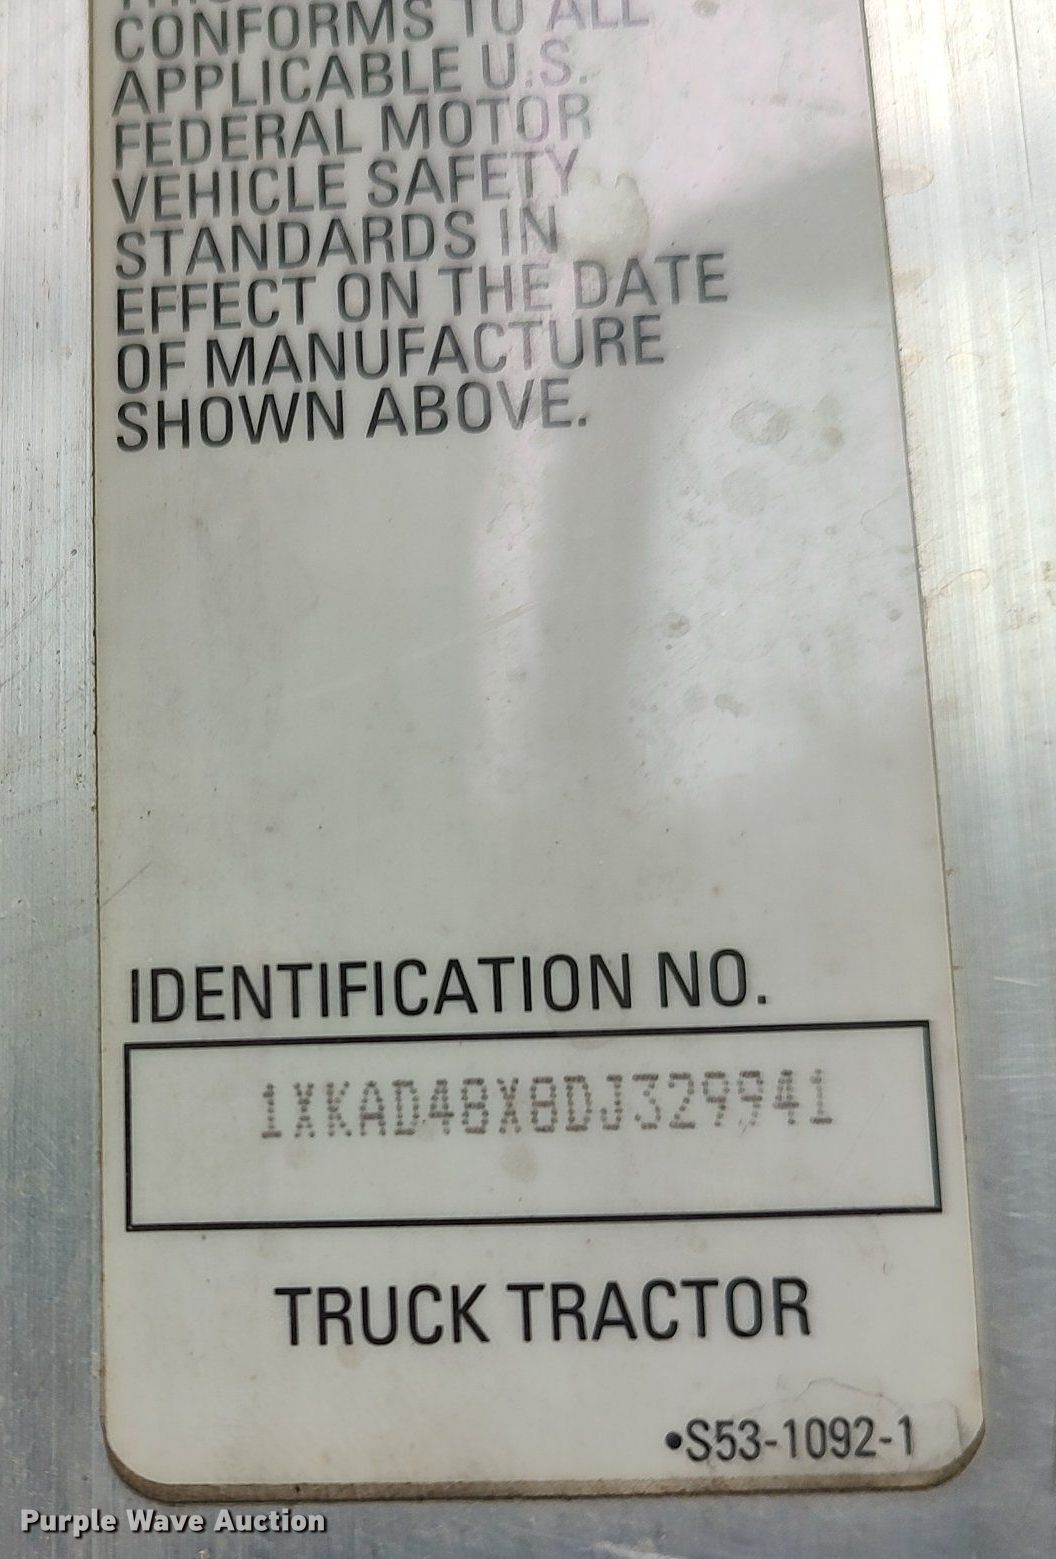 CONFORMS TO ALL
APPLICABLE U.S.
FEDERAL MOTOR
VEHICLE SAFETY
STANDARDS IN
EFFECT ON THE DATE
OF MANUFACTURE
SHOWN ABOVE.
IDENTIFICATION NO.
1XKAD48X8DJ329941
TRUCK TRACTOR
•S53-1092-1
Purple Wave Auction